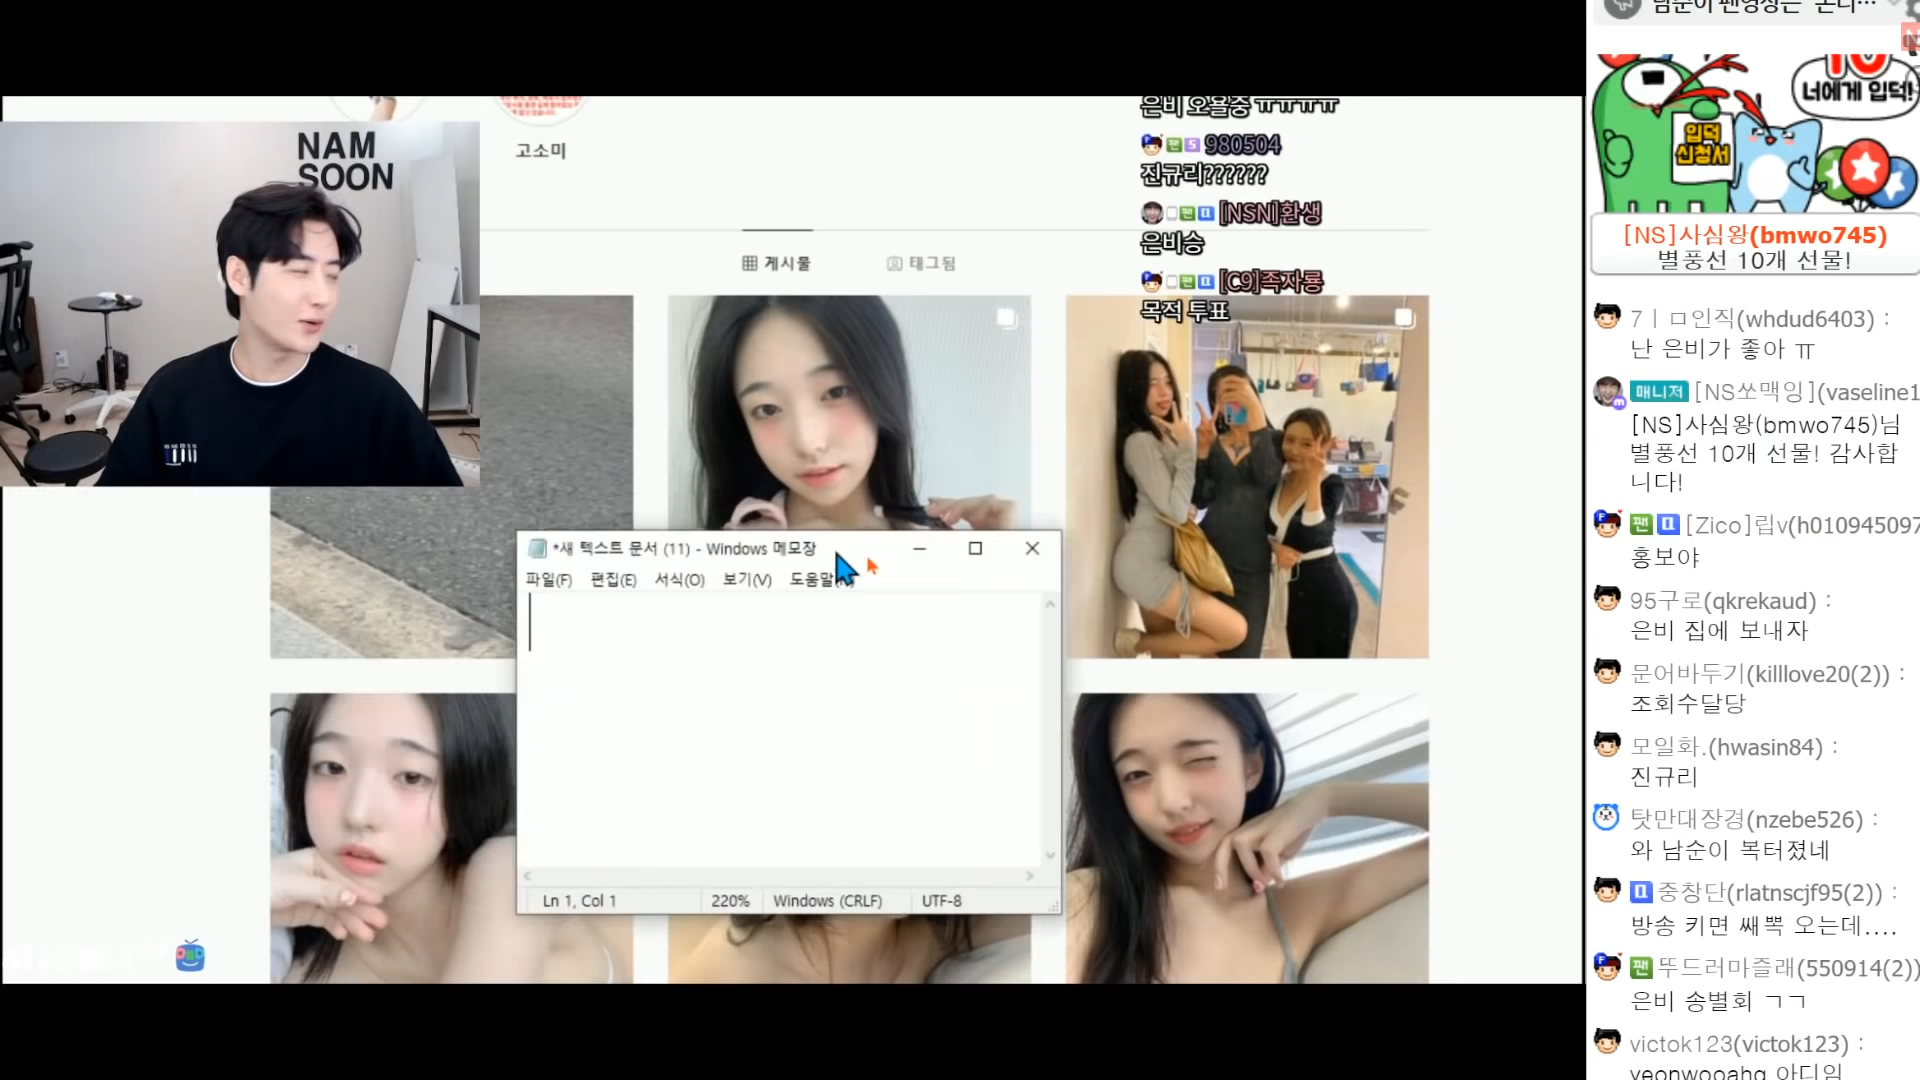 NAM
SOON
고소미
게시물
태그됨
은비 오열중 ㅠㅠㅠㅠ
팬 S 980504
진규리??????
팬 [NSN]환생
은비승
팬 [C9]족자룡
목적 투표
*새 텍스트 문서 (11) - Windows 메모장
파일(F) 편집(E) 서식(O) 보기(V) 도움말
Ln 1, Col 1 220% Windows (CRLF) UTF-8
너에게 입덕!
입덕
신청서
[NS]사심왕(bmwo745)
별풍선 10개 선물!
7ㅣㅁ인직(whdud6403) :
난 은비가 좋아 ㅠ
매니저 [NS쏘맥잉](vaseline1
[NS]사심왕(bmwo745)님
별풍선 10개 선물! 감사합
니다!
팬 [Zico]립v(h010945097
홍보야
95구로(qkrekaud) :
은비 집에 보내자
문어바두기(killlove20(2)) :
조회수달당
모일화.(hwasin84) :
진규리
탓만대장경(nzebe526) :
와 남순이 복터졌네
중창단(rlatnscjf95(2)) :
방송 키면 쌔뽁 오는데....
팬 뚜드러마즐래(550914(2))
은비 송별회 ㄱㄱ
victok123(victok123) :
yeonwooahg 아디임